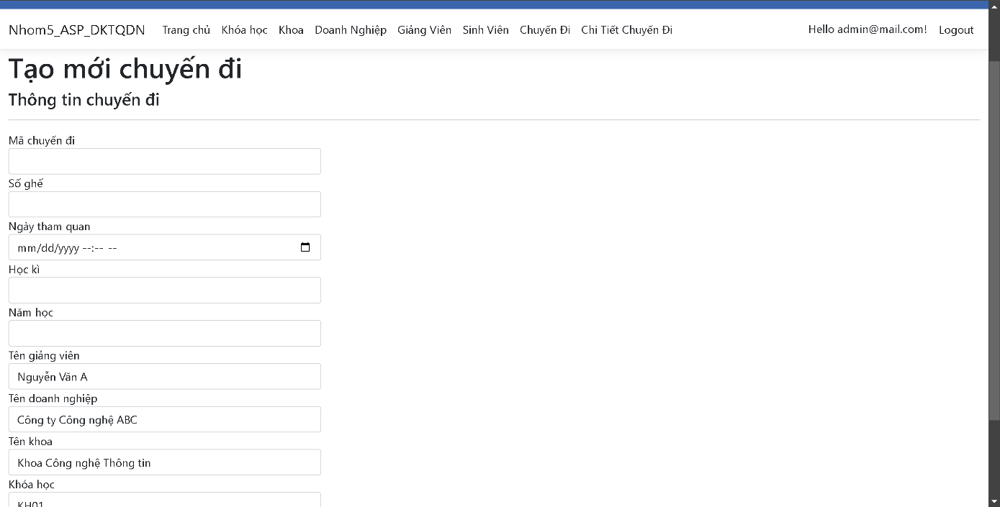 Nhom5_ASP_DKTQDN Trang chủ Khóa học Khoa Doanh Nghiệp Giảng Viên Sinh Viên Chuyến Đi Chi Tiết Chuyến Đi Hello admin@mail.com! Logout
Tạo mới chuyến đi
Thông tin chuyến đi
Mã chuyến đi
Số ghế
Ngày tham quan
mm/dd/yyyy --:-- --
Học kì
Năm học
Tên giảng viên
Nguyễn Văn A
Tên doanh nghiệp
Công ty Công nghệ ABC
Tên khoa
Khoa Công nghệ Thông tin
Khóa học
KH01